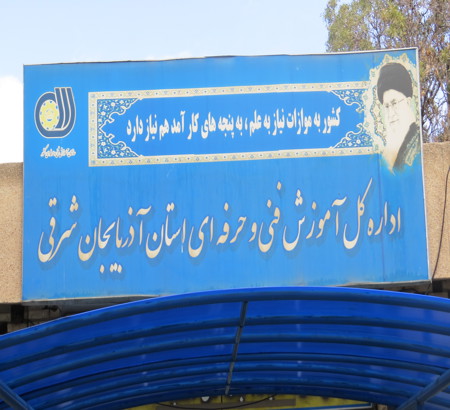 کشور به موازات نیاز به علم ، به پنجه های کار آمد هم نیاز دارد
اداره کل آموزش فنی و حرفه ای استان آذربایجان شرقی